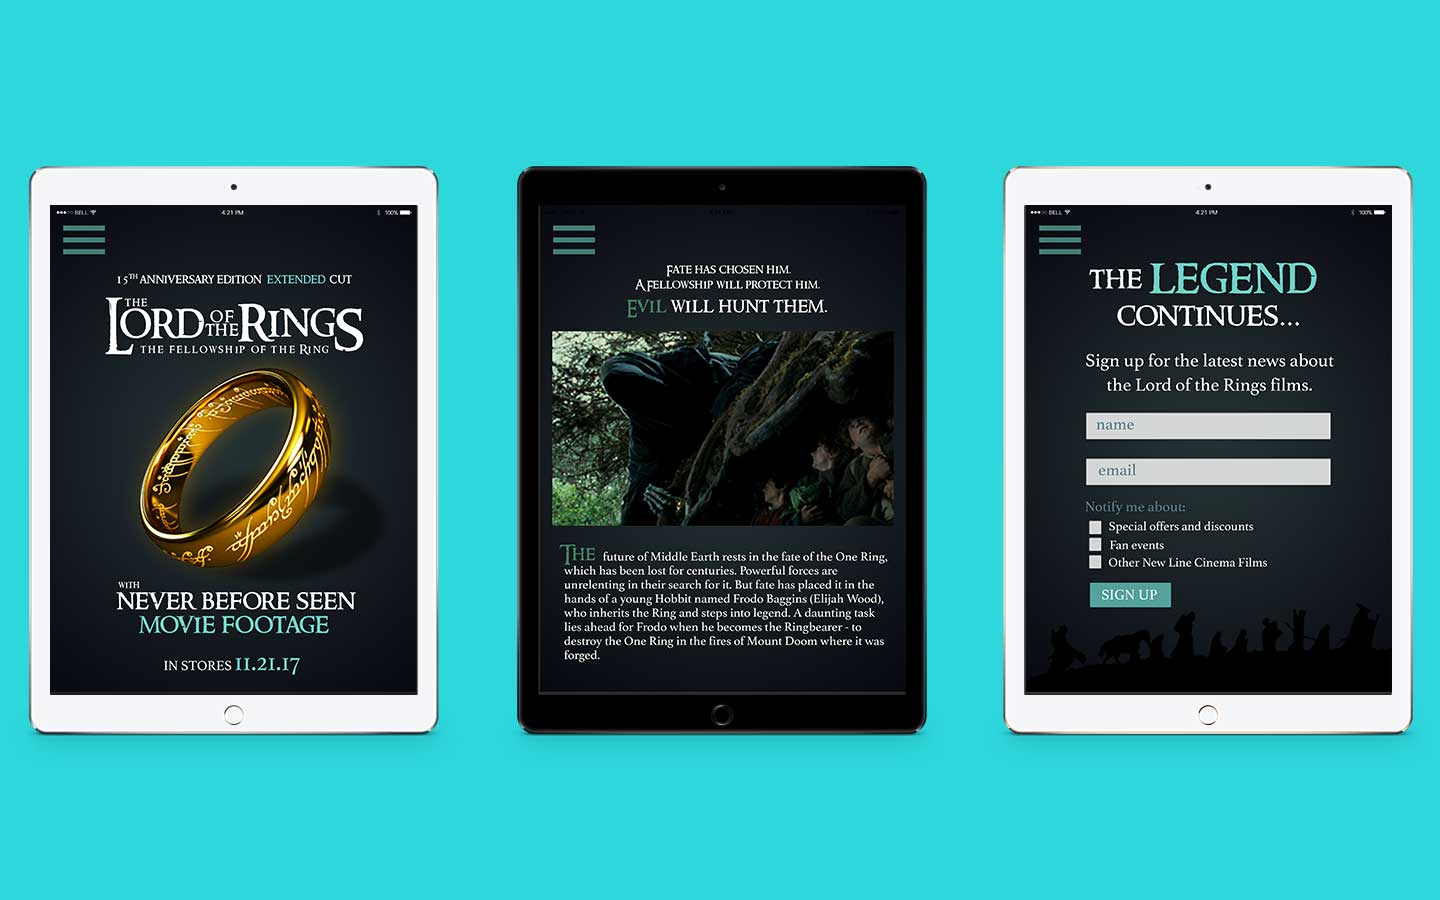 BELL
4:21 PM
100%
15TH ANNIVERSARY EDITION EXTENDED CUT
THE LORD OF THE RINGS
THE FELLOWSHIP OF THE RING
WITH
NEVER BEFORE SEEN
MOVIE FOOTAGE
IN STORES 11.21.17
FATE HAS CHOSEN HIM.
A FELLOWSHIP WILL PROTECT HIM.
EVIL WILL HUNT THEM.
THE future of Middle Earth rests in the fate of the One Ring,
which has been lost for centuries. Powerful forces are
unrelenting in their search for it. But fate has placed it in the
hands of a young Hobbit named Frodo Baggins (Elijah Wood),
who inherits the Ring and steps into legend. A daunting task
lies ahead for Frodo when he becomes the Ringbearer - to
destroy the One Ring in the fires of Mount Doom where it was
forged.
BELL
4:21 PM
100%
THE LEGEND
CONTINUES...
Sign up for the latest news about
the Lord of the Rings films.
name
email
Notify me about:
Special offers and discounts
Fan events
Other New Line Cinema Films
SIGN UP